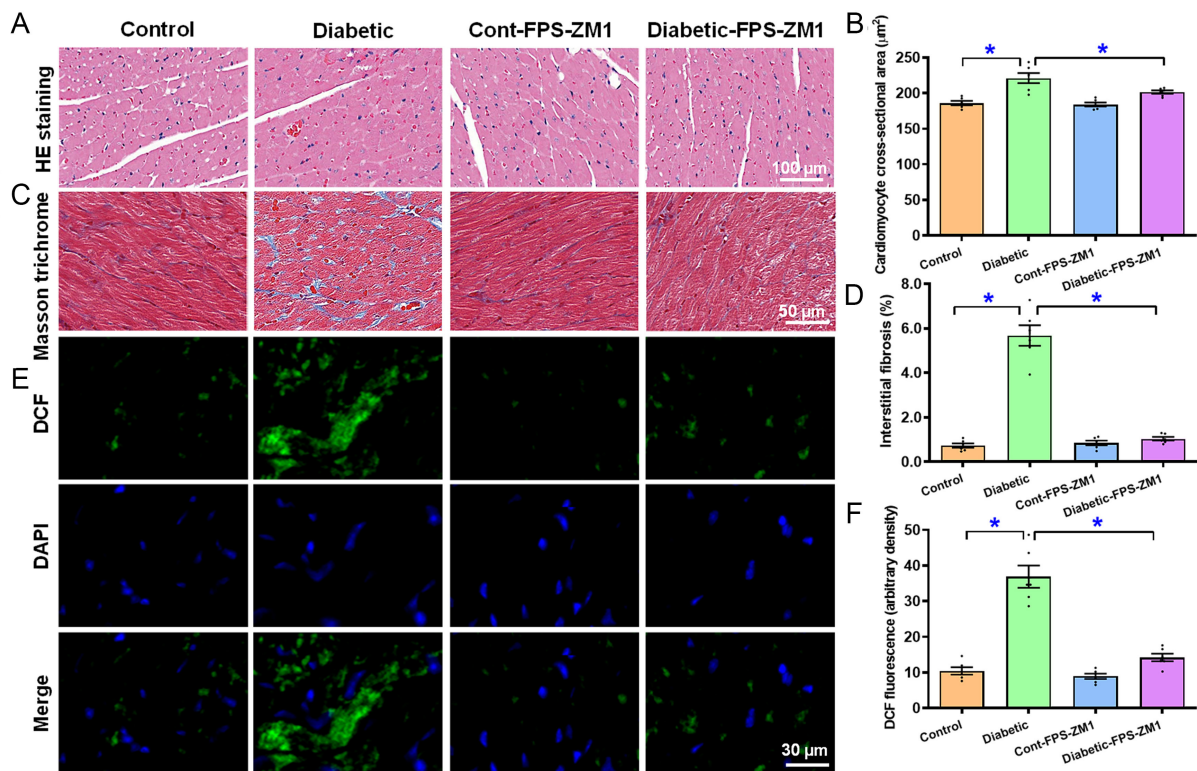 A
Control
Diabetic
Cont-FPS-ZM1
Diabetic-FPS-ZM1
HE staining
100 μm
C
Masson trichrome
50 μm
E
DCF
DAPI
Merge
30 μm
B
Cardiomyocyte cross-sectional area (μm²)
250
200
150
100
50
0
*
*
Control
Diabetic
Cont-FPS-ZM1
Diabetic-FPS-ZM1
D
Interstitial fibrosis (%)
8.0
6.0
4.0
2.0
0.0
*
*
Control
Diabetic
Cont-FPS-ZM1
Diabetic-FPS-ZM1
F
DCF fluorescence (arbitrary density)
50
40
30
20
10
0
*
*
Control
Diabetic
Cont-FPS-ZM1
Diabetic-FPS-ZM1